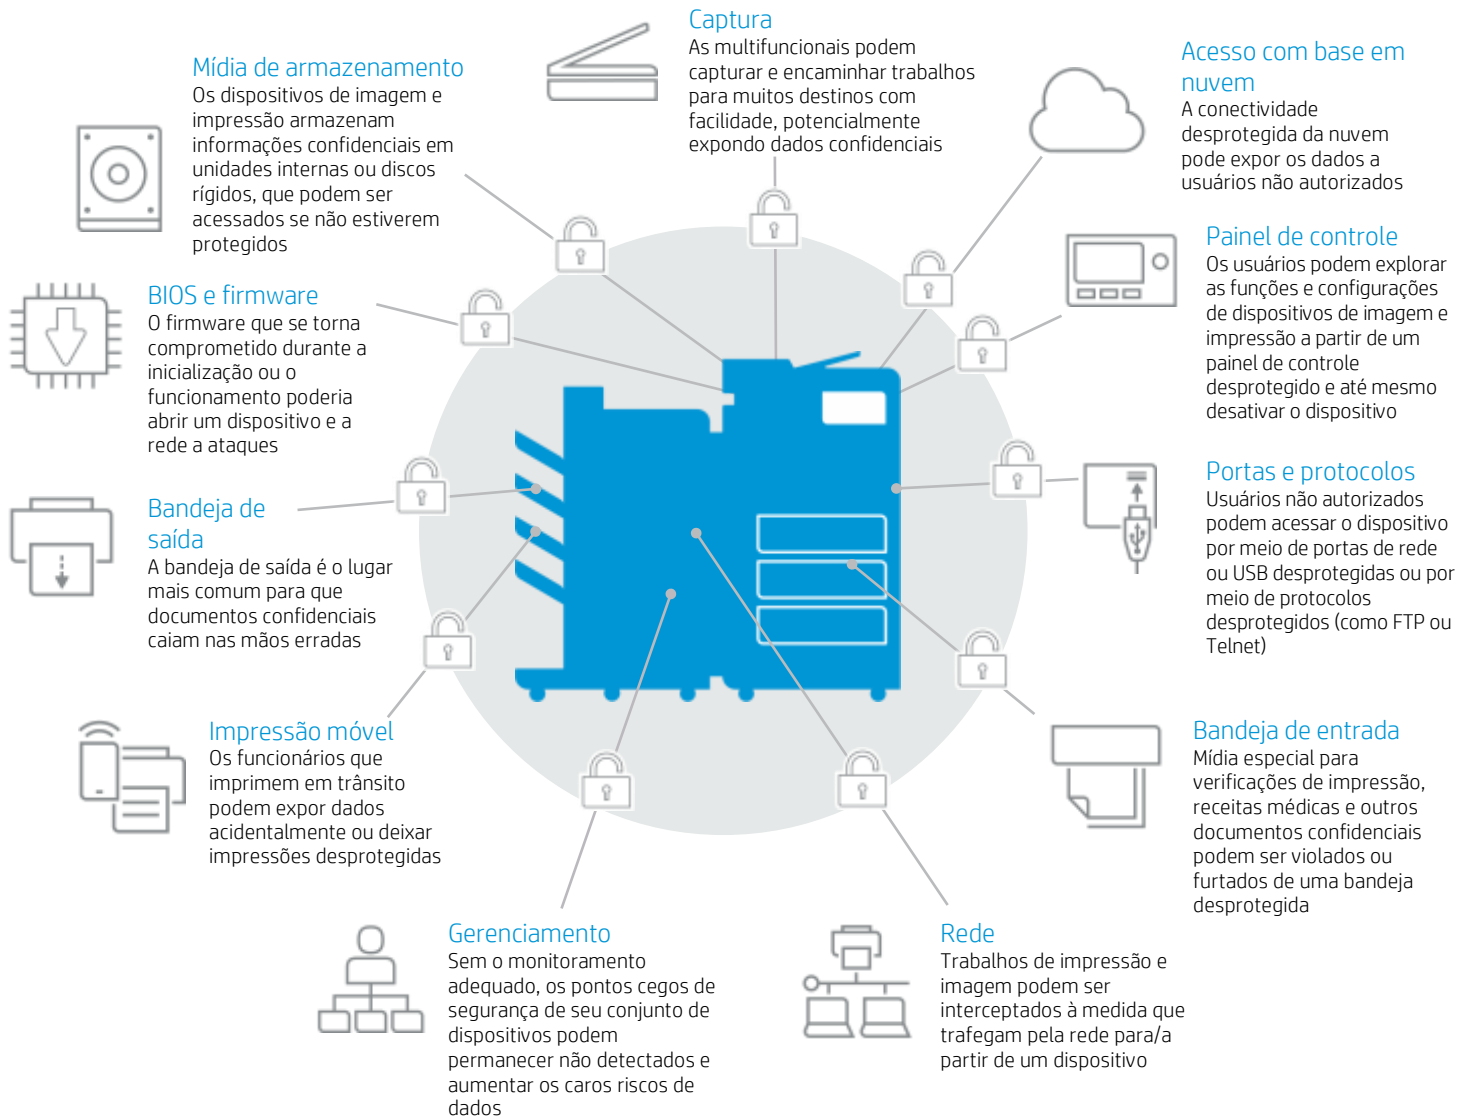 Captura
As multifuncionais podem
capturar e encaminhar trabalhos
para muitos destinos com
facilidade, potencialmente
expondo dados confidenciais
Mídia de armazenamento
Os dispositivos de imagem e
impressão armazenam
informações confidenciais em
unidades internas ou discos
rígidos, que podem ser
acessados se não estiverem
protegidos
Acesso com base em
nuvem
A conectividade
desprotegida da nuvem
pode expor os dados a
usuários não autorizados
Painel de controle
Os usuários podem explorar
as funções e configurações
de dispositivos de imagem e
impressão a partir de um
painel de controle
desprotegido e até mesmo
desativar o dispositivo
BIOS e firmware
O firmware que se torna
comprometido durante a
inicialização ou o
funcionamento poderia
abrir um dispositivo e a
rede a ataques
Portas e protocolos
Usuários não autorizados
podem acessar o dispositivo
por meio de portas de rede
ou USB desprotegidas ou por
meio de protocolos
desprotegidos (como FTP ou
Telnet)
Bandeja de
saída
A bandeja de saída é o lugar
mais comum para que
documentos confidenciais
caiam nas mãos erradas
Impressão móvel
Os funcionários que
imprimem em trânsito
podem expor dados
acidentalmente ou deixar
impressões desprotegidas
Bandeja de entrada
Mídia especial para
verificações de impressão,
receitas médicas e outros
documentos confidenciais
podem ser violados ou
furtados de uma bandeja
desprotegida
Gerenciamento
Sem o monitoramento
adequado, os pontos cegos de
segurança de seu conjunto de
dispositivos podem
permanecer não detectados e
aumentar os caros riscos de
dados
Rede
Trabalhos de impressão e
imagem podem ser
interceptados à medida que
trafegam pela rede para/a
partir de um dispositivo